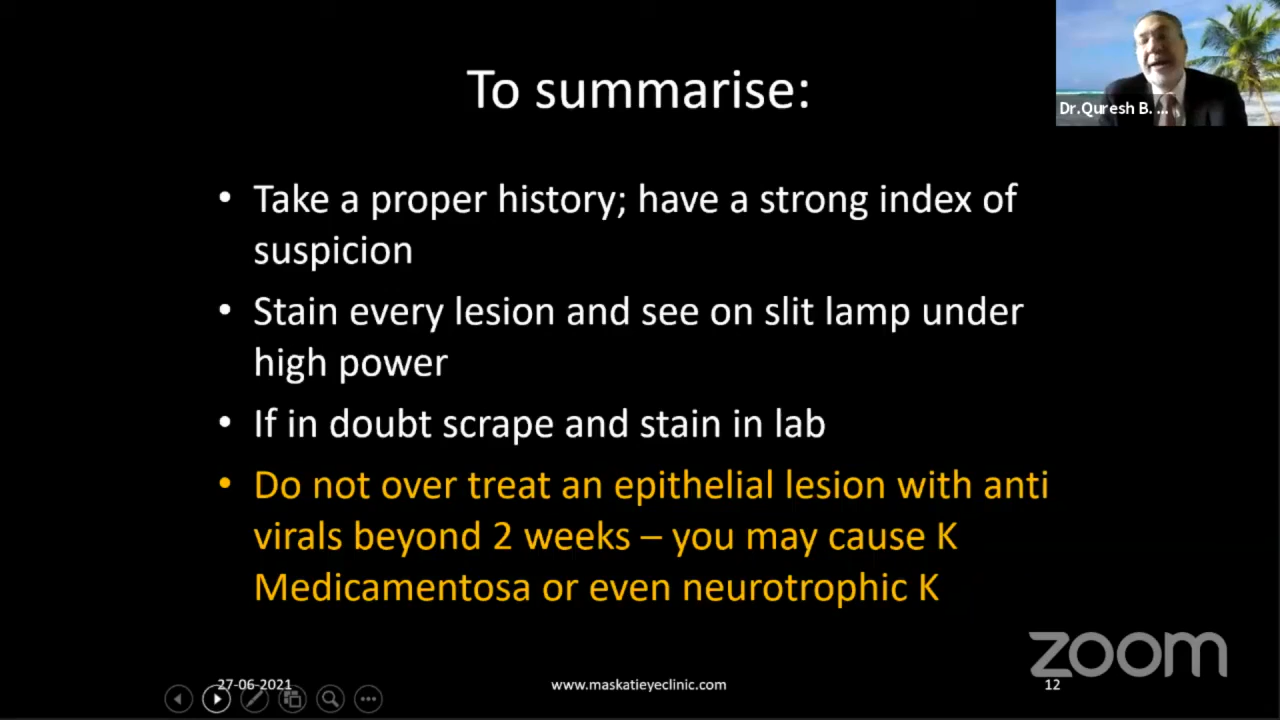 To summarise:
Dr.Quresh B. ...
• Take a proper history; have a strong index of
suspicion
• Stain every lesion and see on slit lamp under
high power
• If in doubt scrape and stain in lab
• Do not over treat an epithelial lesion with anti
virals beyond 2 weeks – you may cause K
Medicamentosa or even neurotrophic K
zoom
27-06-2021
www.maskatieyeclinic.com
12